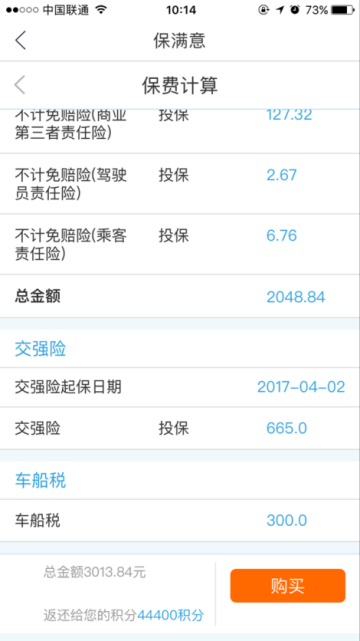 中国联通 10:14 73%
保满意
保费计算
不计免赔险(商业 投保 127.32
第三者责任险)
不计免赔险(驾驶 投保 2.67
员责任险)
不计免赔险(乘客 投保 6.76
责任险)
总金额 2048.84
交强险
交强险起保日期 2017-04-02
交强险 投保 665.0
车船税
车船税 300.0
总金额3013.84元
购买
返还给您的积分44400积分